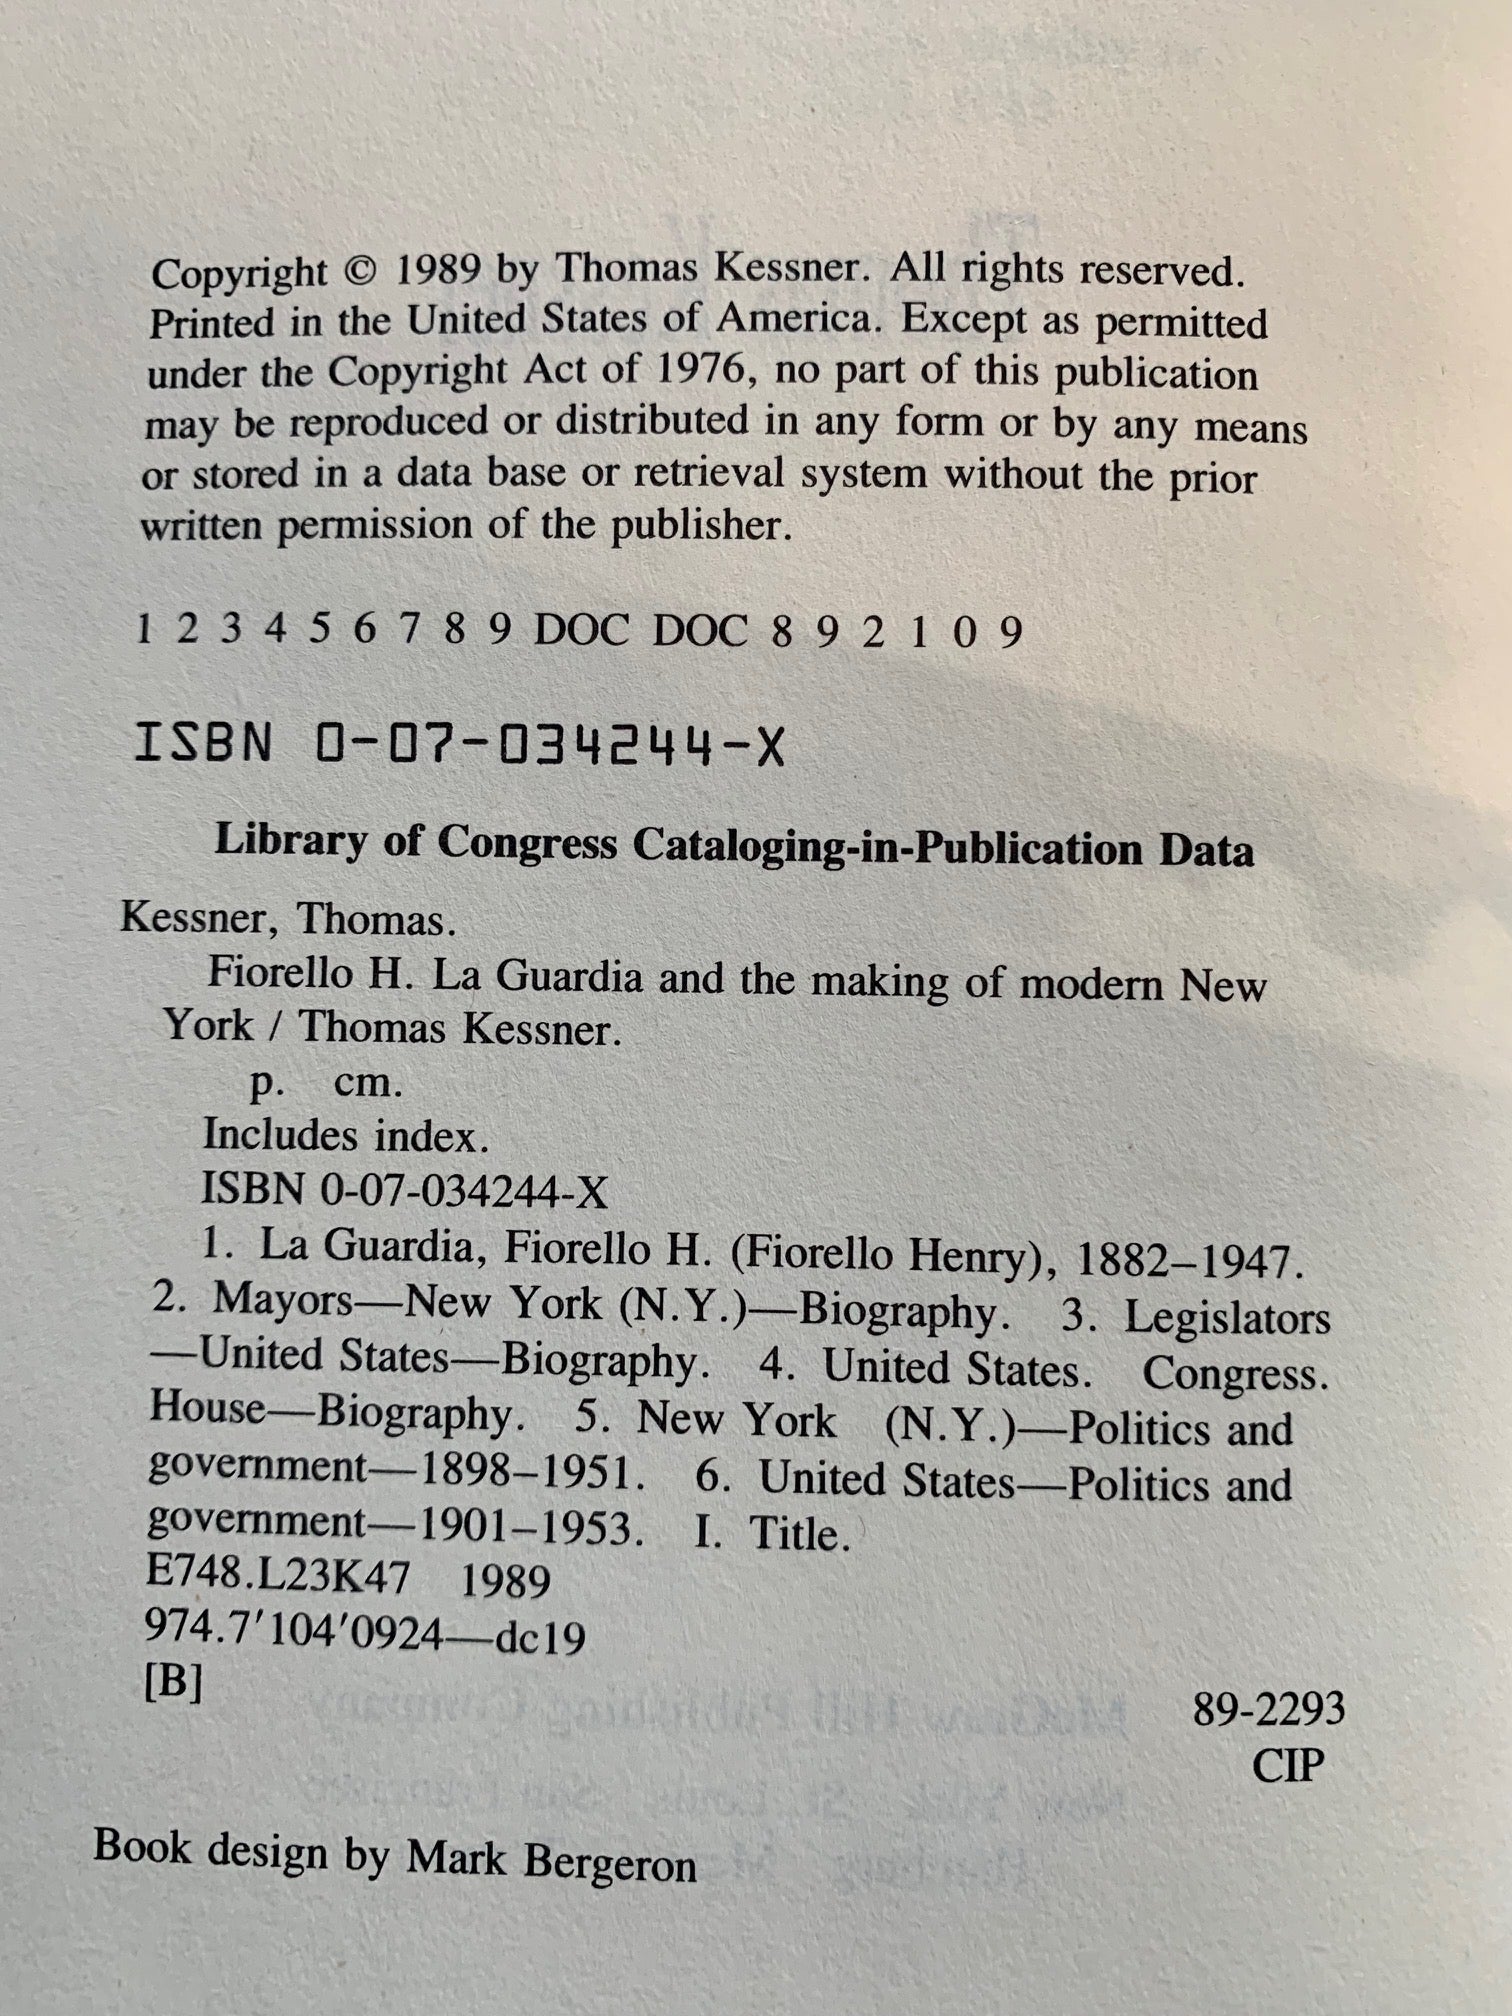 Copyright © 1989 by Thomas Kessner. All rights reserved.
Printed in the United States of America. Except as permitted
under the Copyright Act of 1976, no part of this publication
may be reproduced or distributed in any form or by any means
or stored in a data base or retrieval system without the prior
written permission of the publisher.
1 2 3 4 5 6 7 8 9 DOC DOC 8 9 2 1 0 9
ISBN 0-07-034244-X
Library of Congress Cataloging-in-Publication Data
Kessner, Thomas.
Fiorello H. La Guardia and the making of modern New
York / Thomas Kessner.
p. cm.
Includes index.
ISBN 0-07-034244-X
1. La Guardia, Fiorello H. (Fiorello Henry), 1882–1947.
2. Mayors—New York (N.Y.)—Biography. 3. Legislators
—United States—Biography. 4. United States. Congress.
House—Biography. 5. New York (N.Y.)—Politics and
government—1898–1951. 6. United States—Politics and
government—1901–1953. I. Title.
E748.L23K47 1989
974.7'104'0924—dc19
[B]
89-2293
CIP
Book design by Mark Bergeron